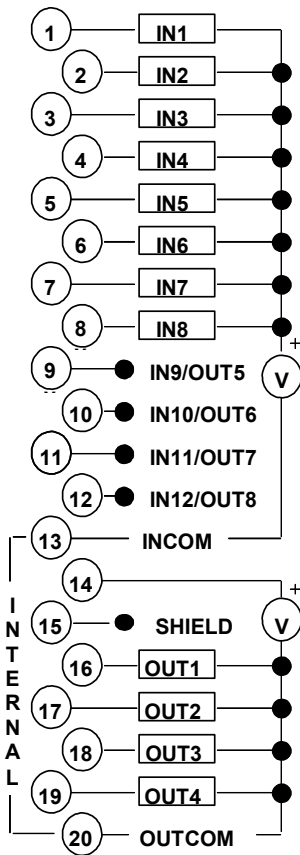 1 IN1
2 IN2
3 IN3
4 IN4
5 IN5
6 IN6
7 IN7
8 IN8
+
9 IN9/OUT5 V
10 IN10/OUT6
11 IN11/OUT7
12 IN12/OUT8
13 INCOM
14
+
15 SHIELD V
16 OUT1
17 OUT2
18 OUT3
19 OUT4
20 OUTCOM
INTERNAL